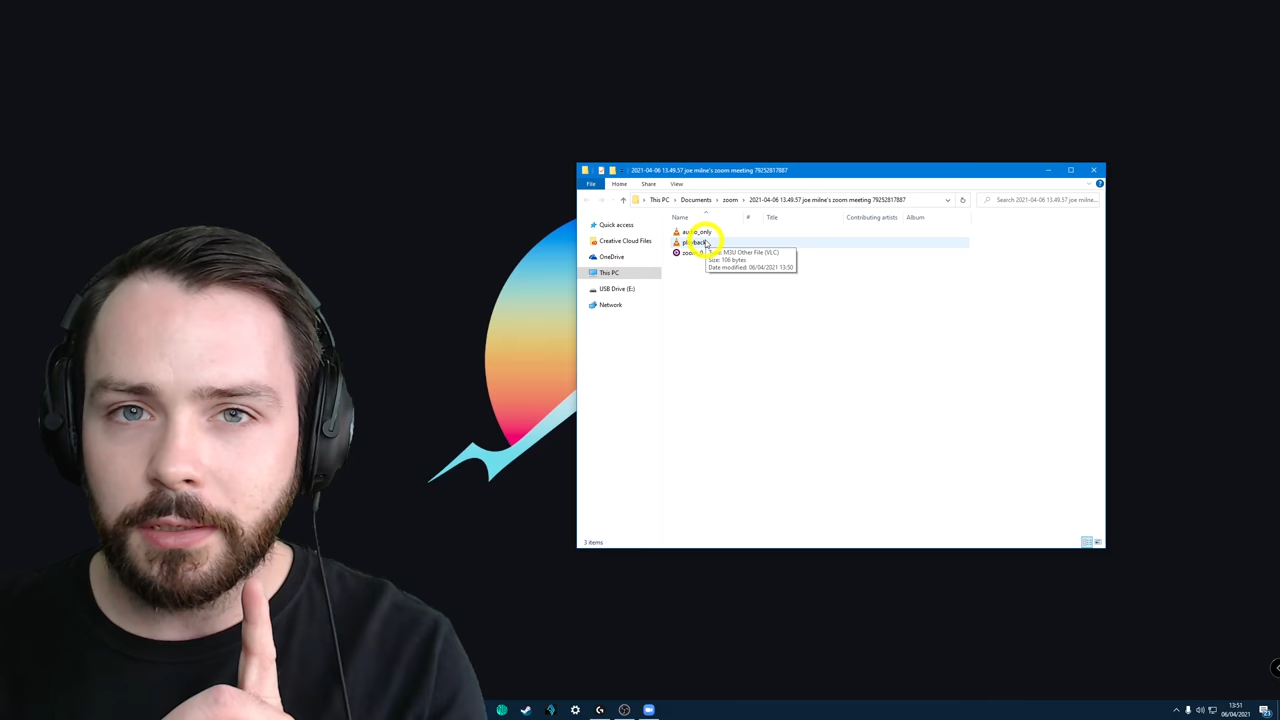 2021-04-06 13.49.57 joe milne's zoom meeting 79252817887
File Home Share View
This PC Documents zoom 2021-04-06 13.49.57 joe milne's zoom meeting 79252817887
Search 2021-04-06 13.49.57 joe milne...
Name # Title Contributing artists Album
Quick access
Creative Cloud Files
OneDrive
This PC
USB Drive (E:)
Network
audio_only
playback
M3U Other File (VLC)
Size: 106 bytes
Date modified: 06/04/2021 13:50
3 items
13:51
06/04/2021